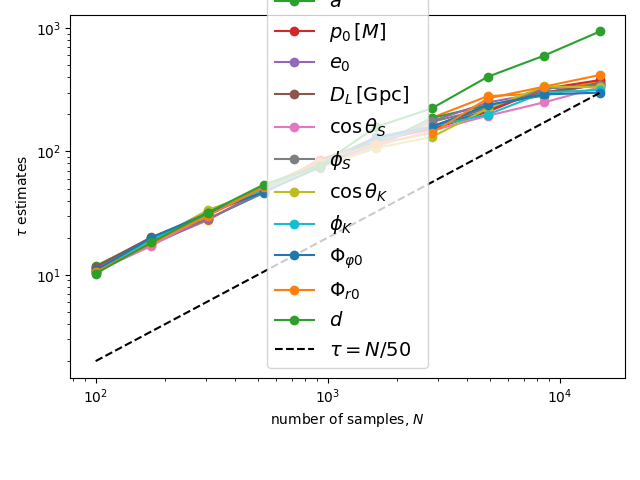 10³
10²
10¹
τ estimates
a
p₀ [M]
e₀
D_L [Gpc]
cos θ_S
ϕ_S
cos θ_K
ϕ_K
Φ_φ0
Φ_r0
d
τ = N/50
10² 10³ 10⁴
number of samples, N